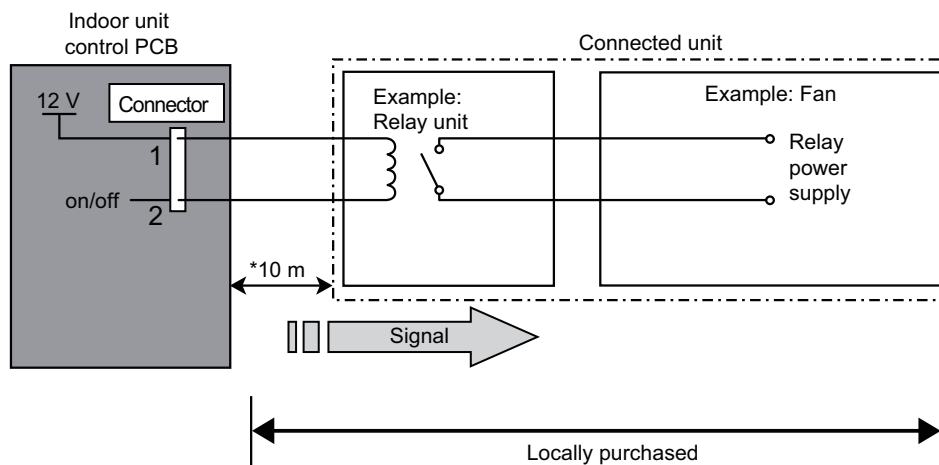 Indoor unit
control PCB
Connected unit
12 V
Connector
1
on/off
2
Example:
Relay unit
Example: Fan
Relay
power
supply
*10 m
Signal
Locally purchased